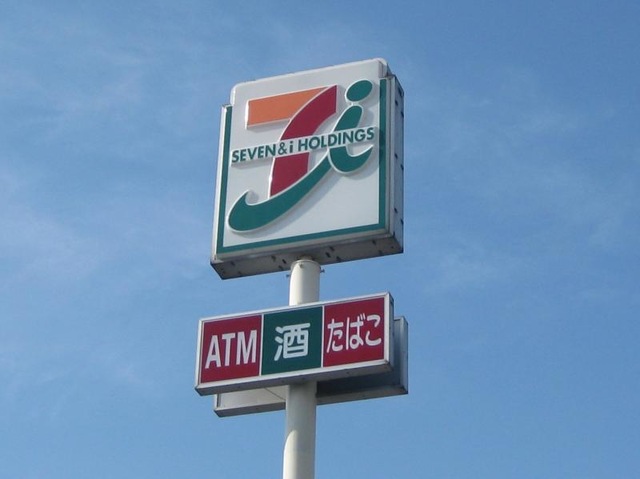 7i
SEVEN & i HOLDINGS
ATM 酒 たばこ